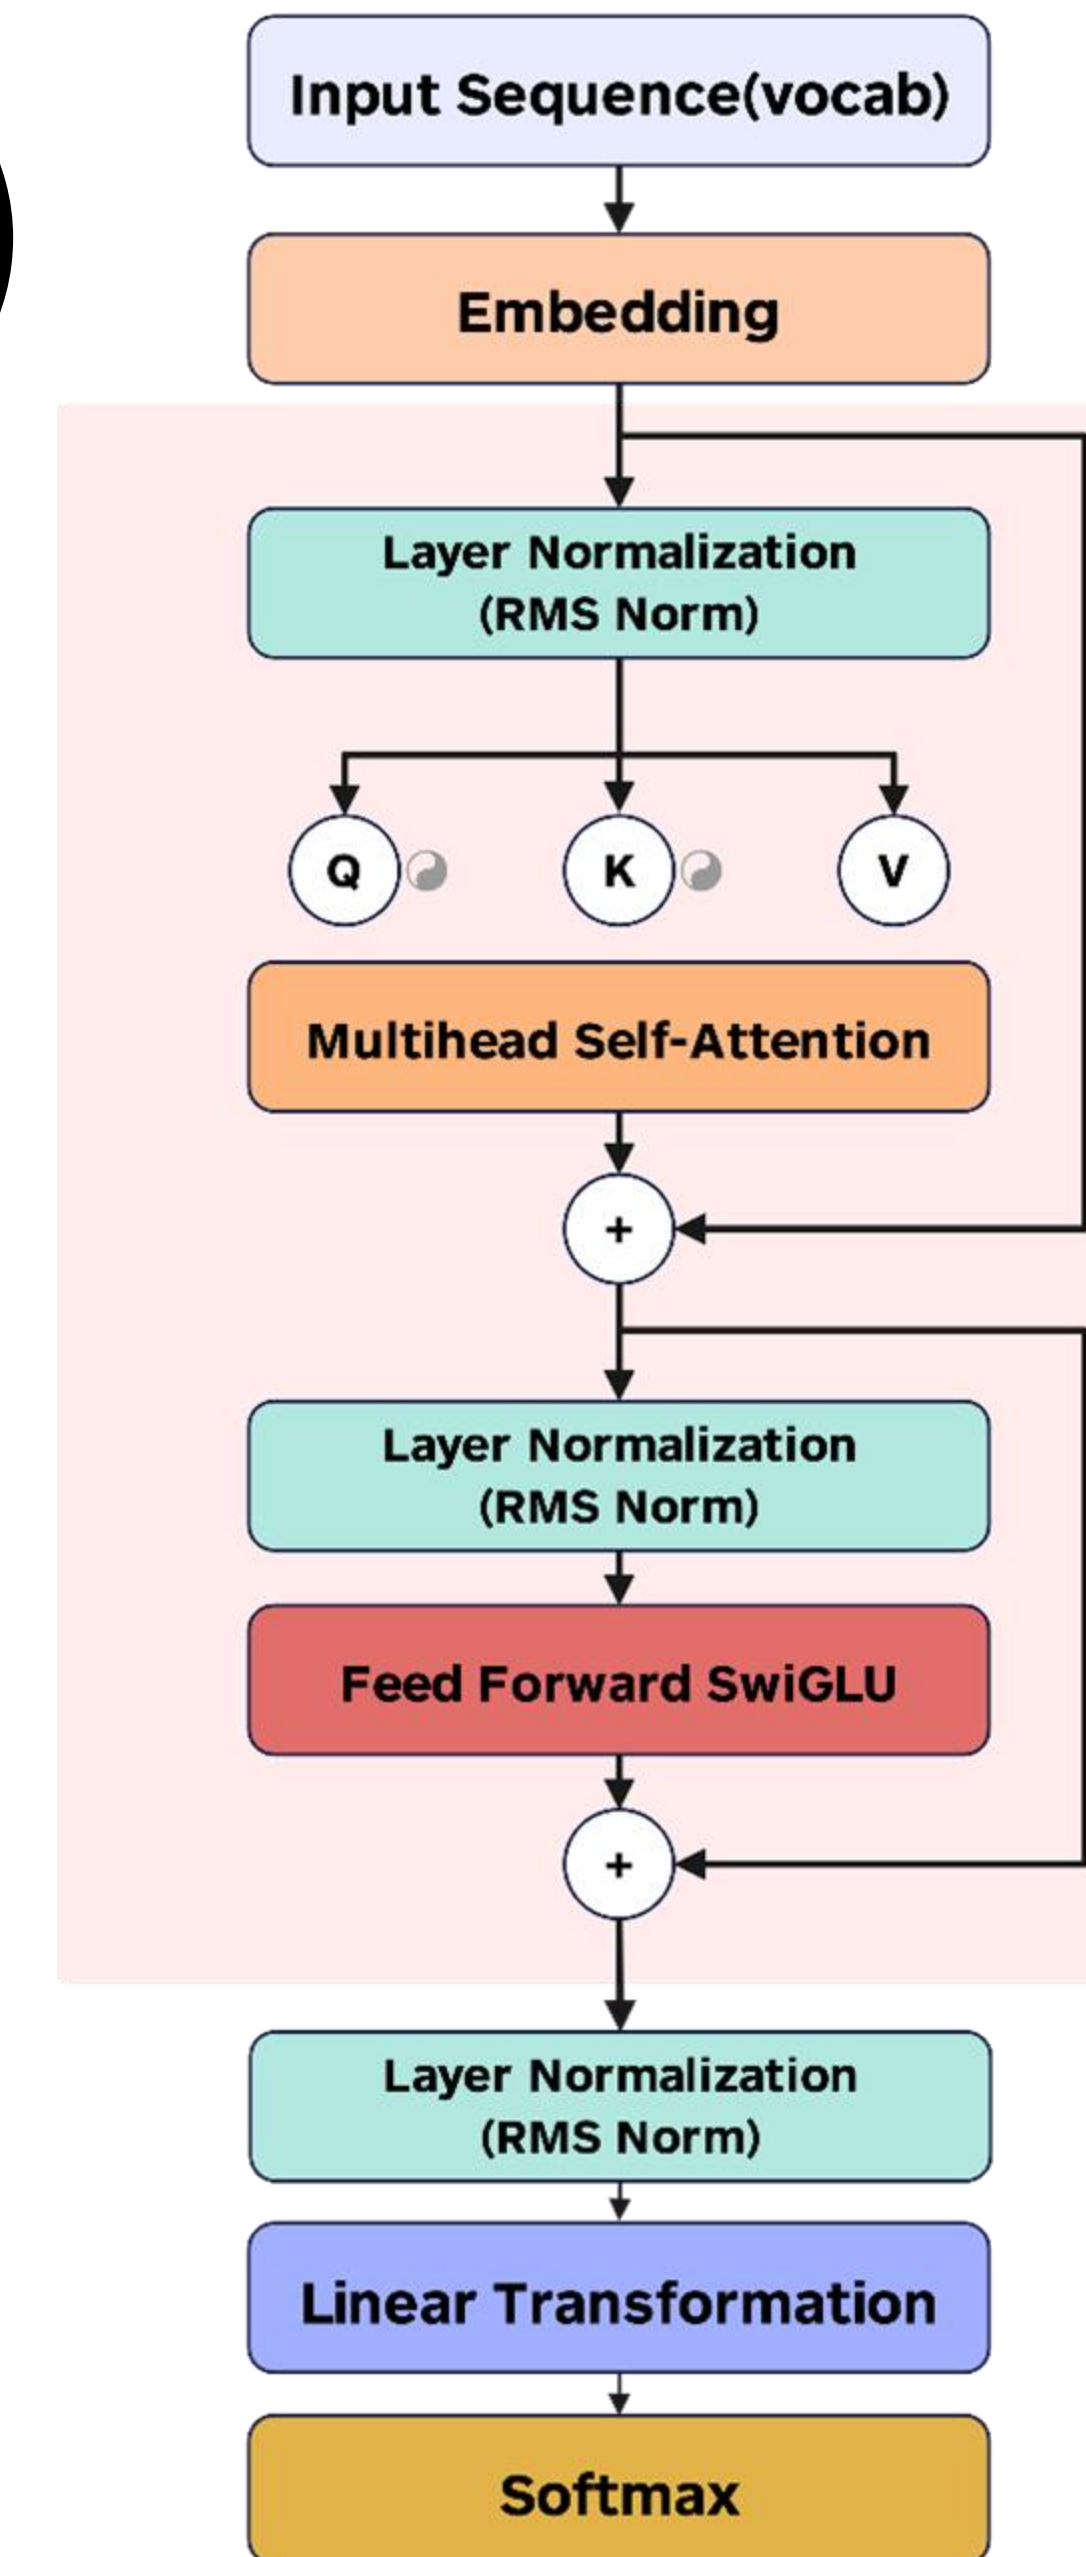 Input Sequence(vocab)
Embedding
Layer Normalization
(RMS Norm)
Q K V
Multihead Self-Attention
+
Layer Normalization
(RMS Norm)
Feed Forward SwiGLU
+
Layer Normalization
(RMS Norm)
Linear Transformation
Softmax